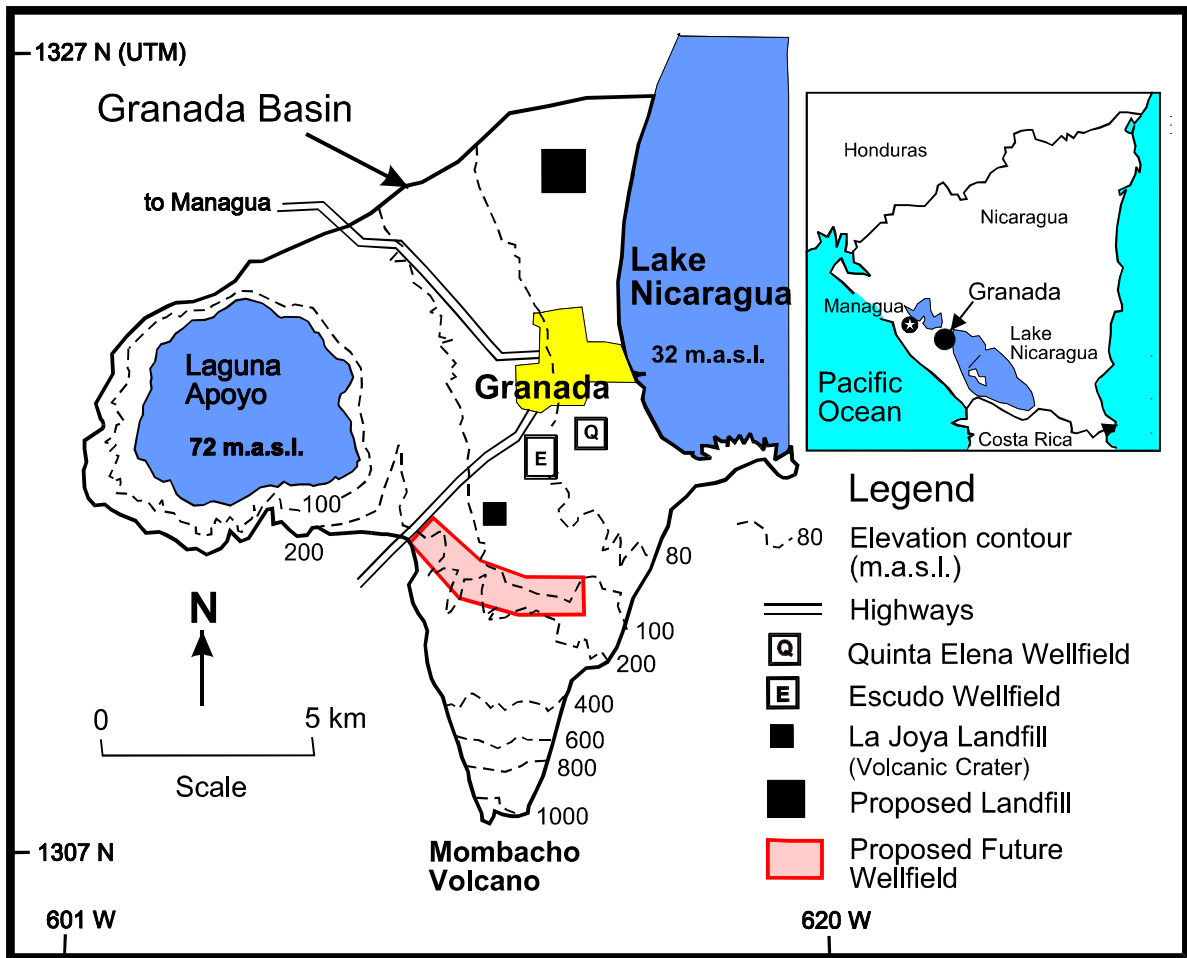 1327 N (UTM)
Granada Basin
to Managua
Lake
Nicaragua
32 m.a.s.l.
Laguna
Apoyo
72 m.a.s.l.
Granada
Q
E
100
200
80
100
200
400
600
800
1000
N
0
5 km
Scale
Mombacho
Volcano
1307 N
601 W
620 W
Honduras
Nicaragua
Managua
Granada
Lake
Nicaragua
Pacific
Ocean
Costa Rica
Legend
80
Elevation contour
(m.a.s.l.)
Highways
Q
Quinta Elena Wellfield
E
Escudo Wellfield
La Joya Landfill
(Volcanic Crater)
Proposed Landfill
Proposed Future
Wellfield